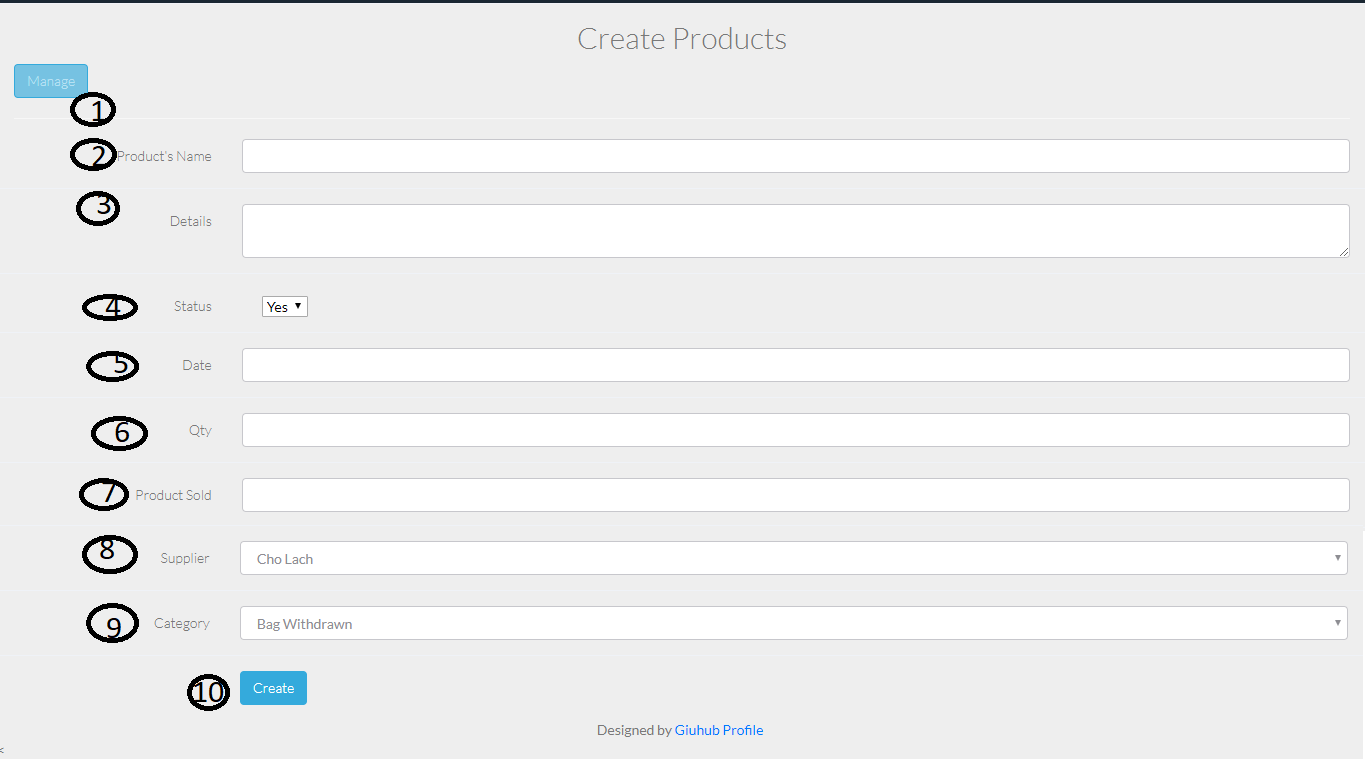 Create Products
Manage
1
2 Product's Name
3
Details
4 Status Yes
5 Date
6 Qty
7 Product Sold
8 Supplier Cho Lach
9 Category Bag Withdrawn
10 Create
Designed by Giuhub Profile
<